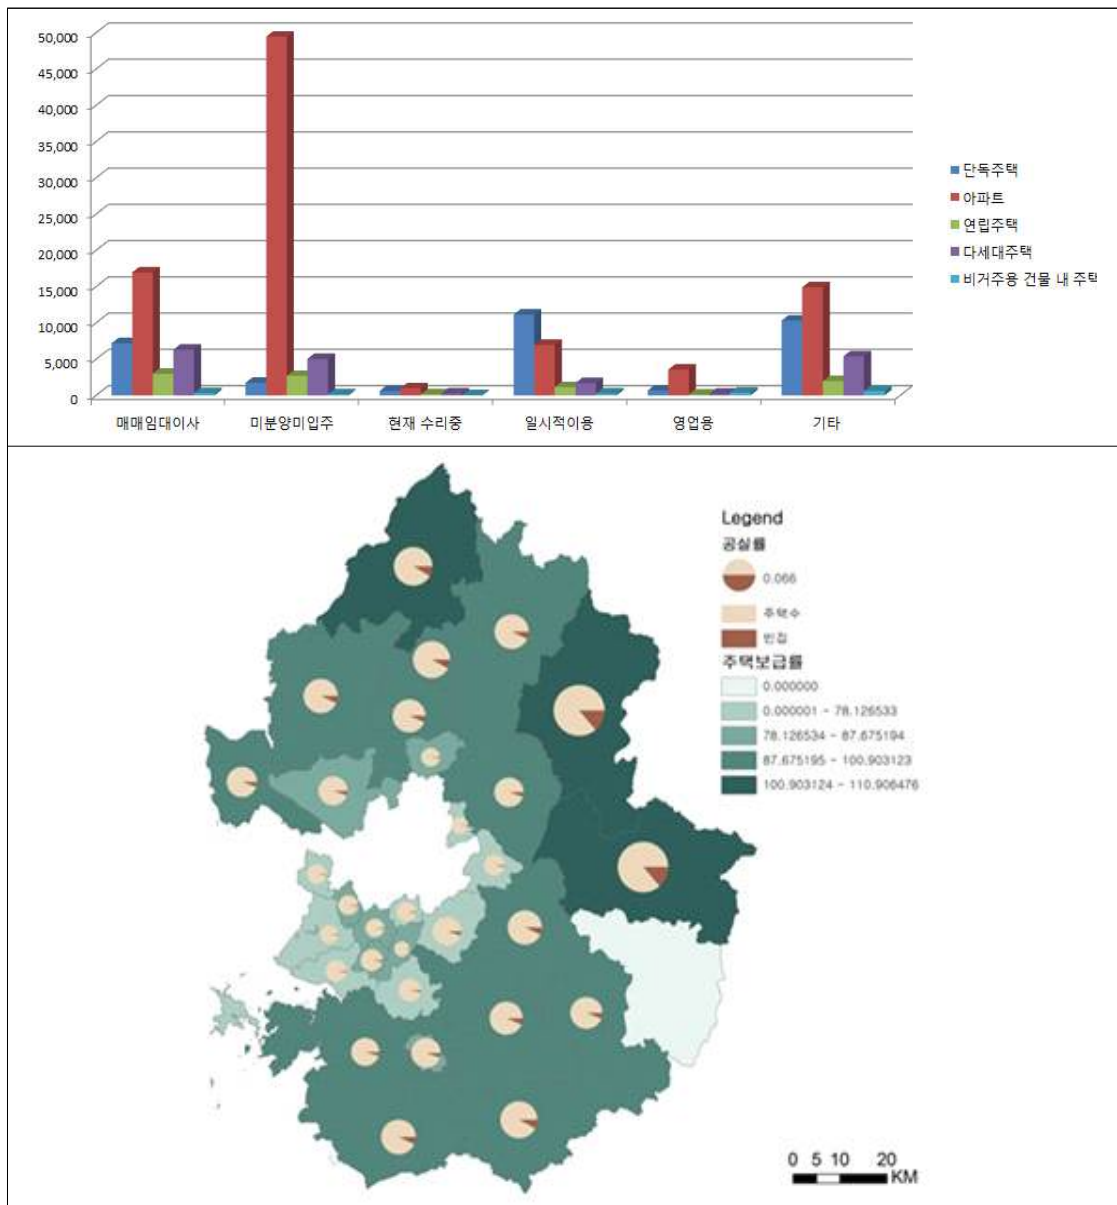 50,000
45,000
40,000
35,000
30,000
25,000
20,000
15,000
10,000
5,000
0
매매임대이사 미분양미입주 현재 수리중 일시적이용 영업용 기타
단독주택
아파트
연립주택
다세대주택
비거주용 건물 내 주택
Legend
공실률
0.066
주택수
빈집
주택보급률
0.000000
0.000001 - 78.126533
78.126534 - 87.675194
87.675195 - 100.903123
100.903124 - 110.906476
0 5 10 20
KM